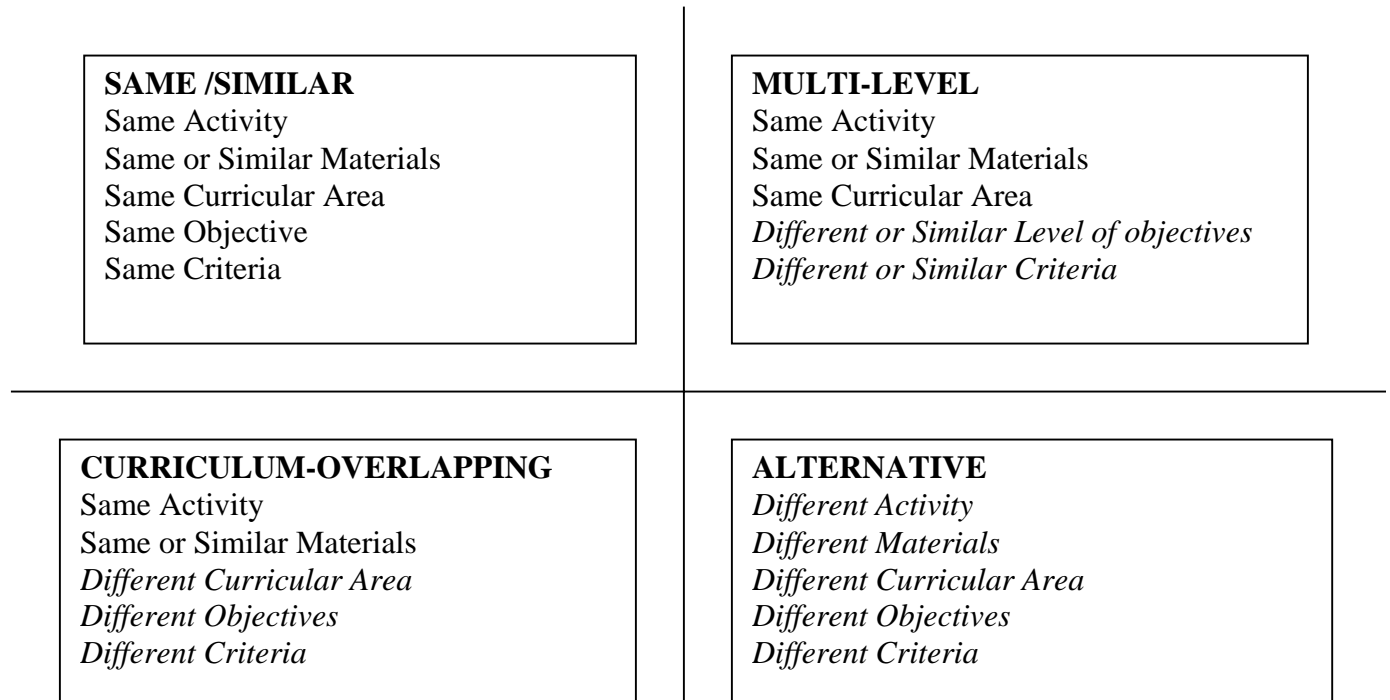 SAME /SIMILAR
Same Activity
Same or Similar Materials
Same Curricular Area
Same Objective
Same Criteria
MULTI-LEVEL
Same Activity
Same or Similar Materials
Same Curricular Area
Different or Similar Level of objectives
Different or Similar Criteria
CURRICULUM-OVERLAPPING
Same Activity
Same or Similar Materials
Different Curricular Area
Different Objectives
Different Criteria
ALTERNATIVE
Different Activity
Different Materials
Different Curricular Area
Different Objectives
Different Criteria